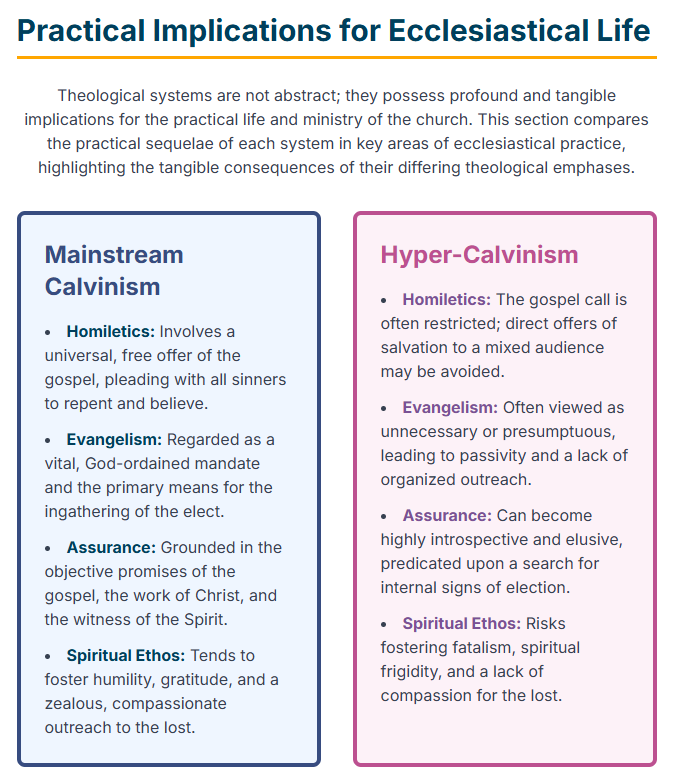 Practical Implications for Ecclesiastical Life
Theological systems are not abstract; they possess profound and tangible
implications for the practical life and ministry of the church. This section compares
the practical sequelae of each system in key areas of ecclesiastical practice,
highlighting the tangible consequences of their differing theological emphases.
Mainstream
Calvinism
• Homiletics: Involves a
universal, free offer of the
gospel, pleading with all sinners
to repent and believe.
• Evangelism: Regarded as a
vital, God-ordained mandate
and the primary means for the
ingathering of the elect.
• Assurance: Grounded in the
objective promises of the
gospel, the work of Christ, and
the witness of the Spirit.
• Spiritual Ethos: Tends to
foster humility, gratitude, and a
zealous, compassionate
outreach to the lost.
Hyper-Calvinism
• Homiletics: The gospel call is
often restricted; direct offers of
salvation to a mixed audience
may be avoided.
• Evangelism: Often viewed as
unnecessary or presumptuous,
leading to passivity and a lack of
organized outreach.
• Assurance: Can become
highly introspective and elusive,
predicated upon a search for
internal signs of election.
• Spiritual Ethos: Risks
fostering fatalism, spiritual
frigidity, and a lack of
compassion for the lost.